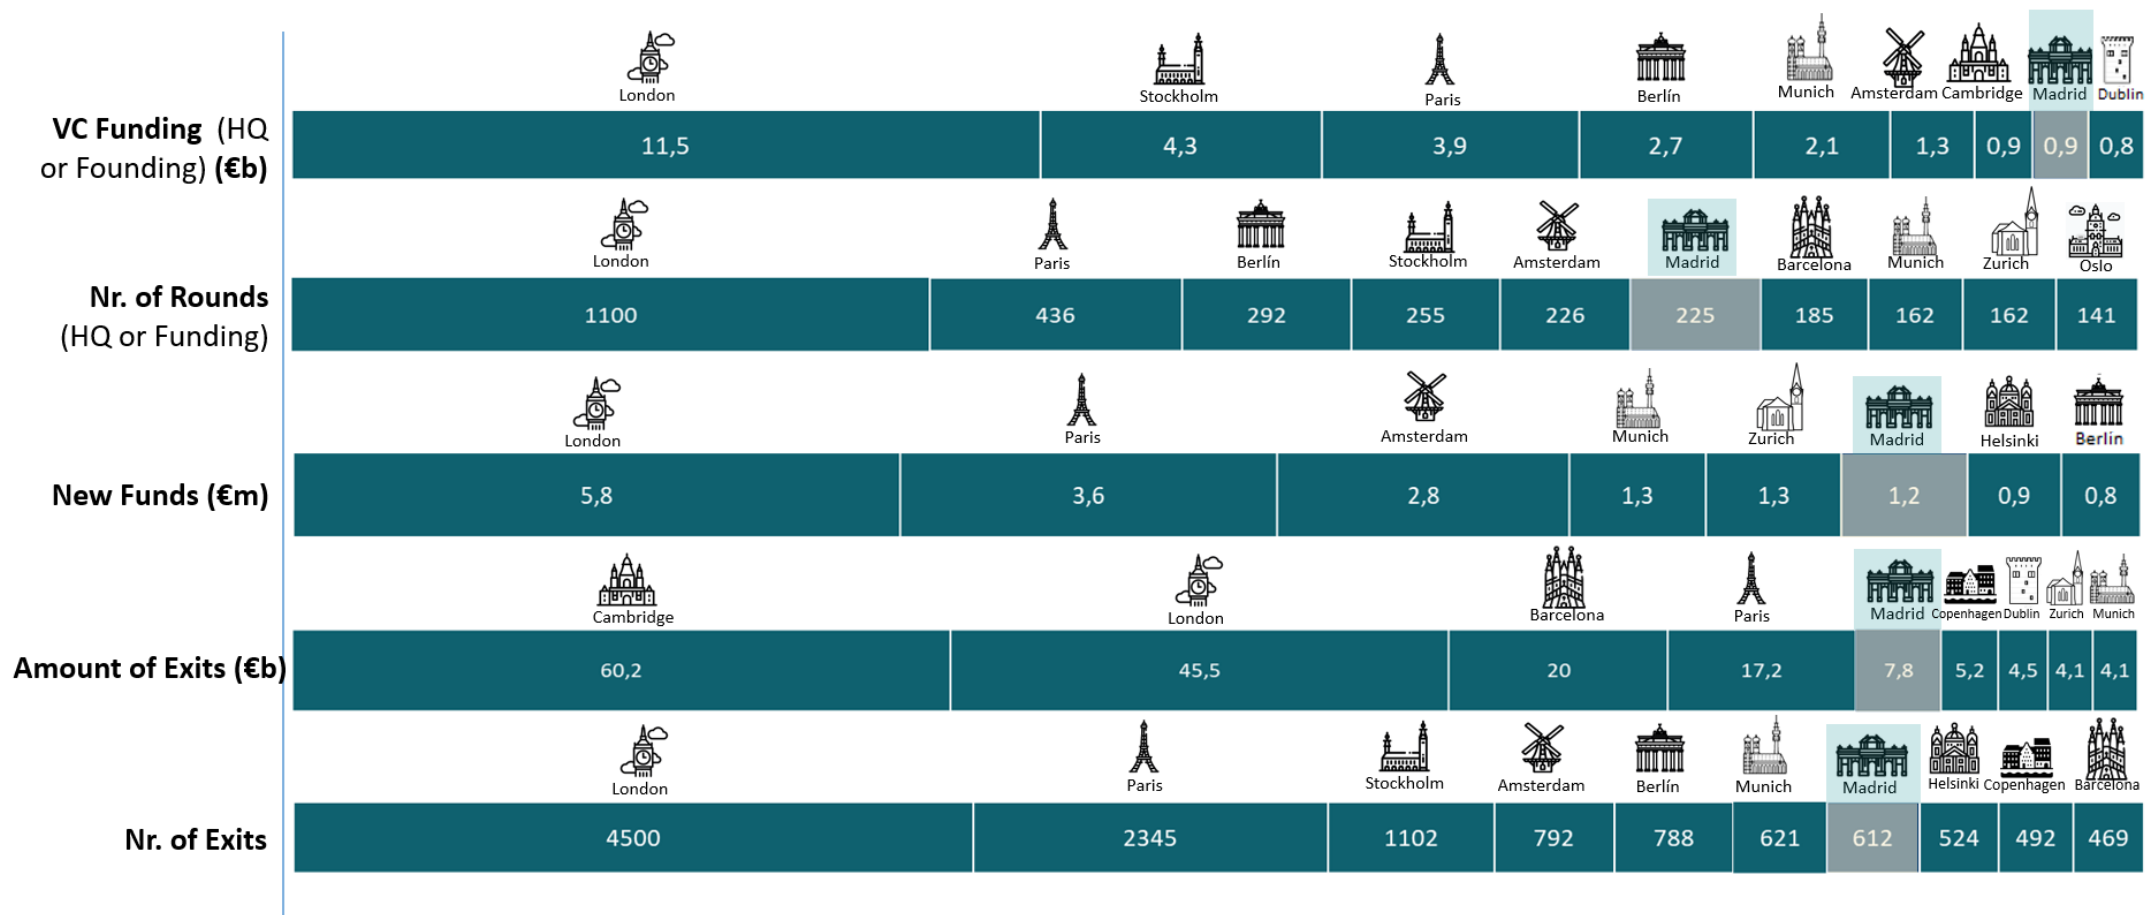 London
Stockholm
Paris
Berlín
Munich
Amsterdam
Cambridge
Madrid
Dublin
VC Funding (HQ
or Founding) (€b)
11,5
4,3
3,9
2,7
2,1
1,3
0,9
0,9
0,8
London
Paris
Berlín
Stockholm
Amsterdam
Madrid
Barcelona
Munich
Zurich
Oslo
Nr. of Rounds
(HQ or Funding)
1100
436
292
255
226
225
185
162
162
141
London
Paris
Amsterdam
Munich
Zurich
Madrid
Helsinki
Berlín
New Funds (€m)
5,8
3,6
2,8
1,3
1,3
1,2
0,9
0,8
Cambridge
London
Barcelona
Paris
Madrid
Copenhagen
Dublin
Zurich
Munich
Amount of Exits (€b)
60,2
45,5
20
17,2
7,8
5,2
4,5
4,1
4,1
London
Paris
Stockholm
Amsterdam
Berlín
Munich
Madrid
Helsinki
Copenhagen
Barcelona
Nr. of Exits
4500
2345
1102
792
788
621
612
524
492
469